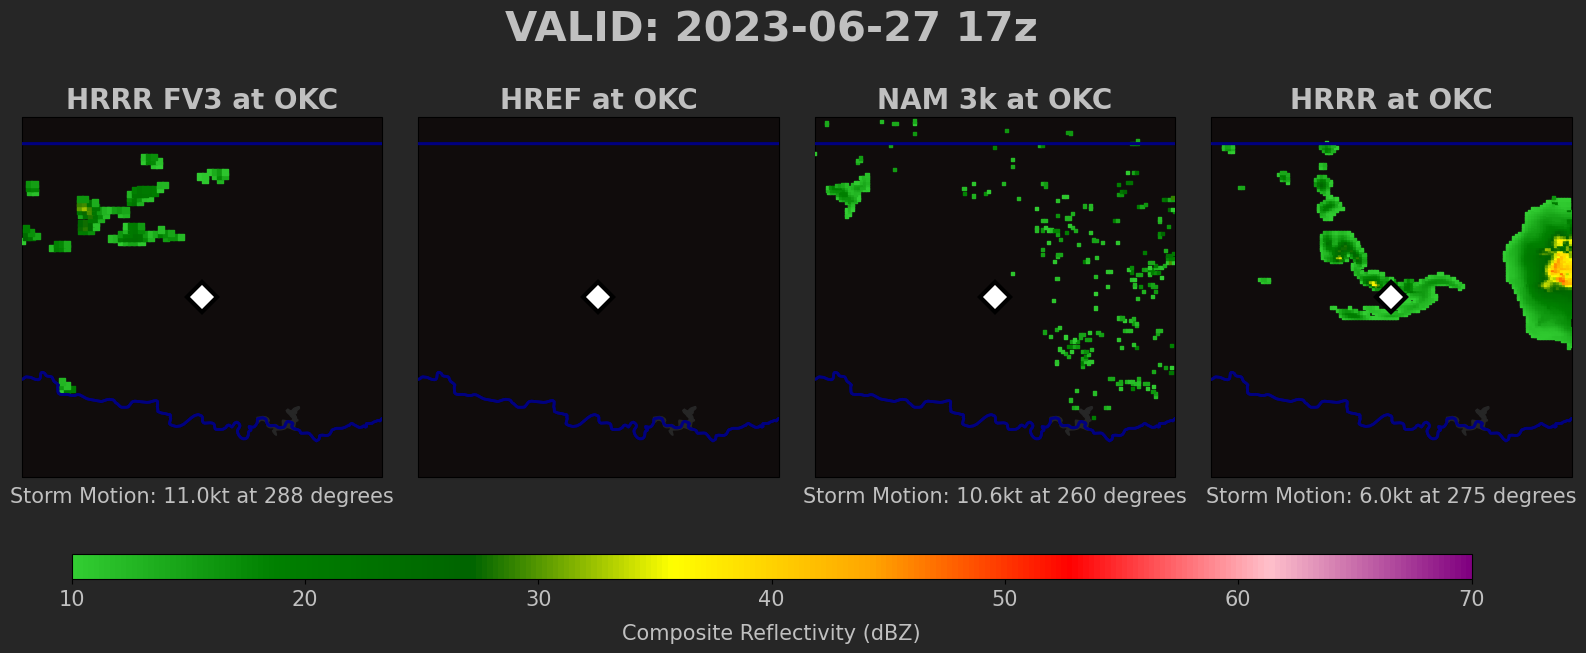 VALID: 2023-06-27 17z
HRRR FV3 at OKC
HREF at OKC
NAM 3k at OKC
HRRR at OKC
Storm Motion: 11.0kt at 288 degrees
Storm Motion: 10.6kt at 260 degrees
Storm Motion: 6.0kt at 275 degrees
10 20 30 40 50 60 70
Composite Reflectivity (dBZ)